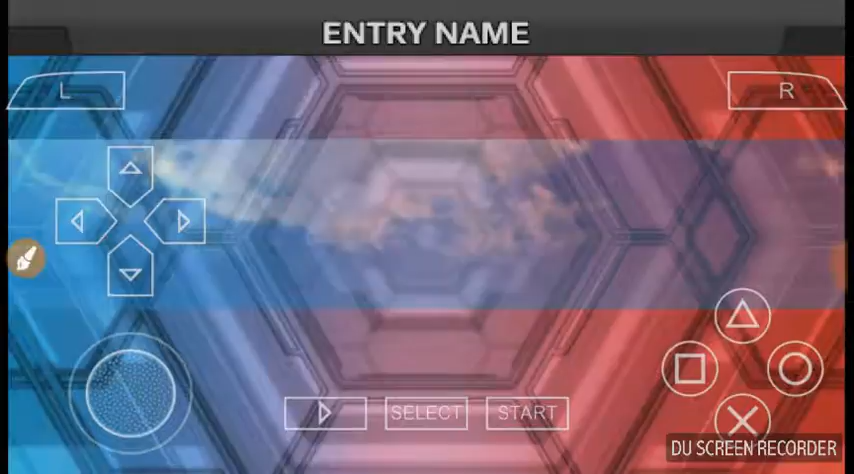 ENTRY NAME
L
R
SELECT
START
DU SCREEN RECORDER